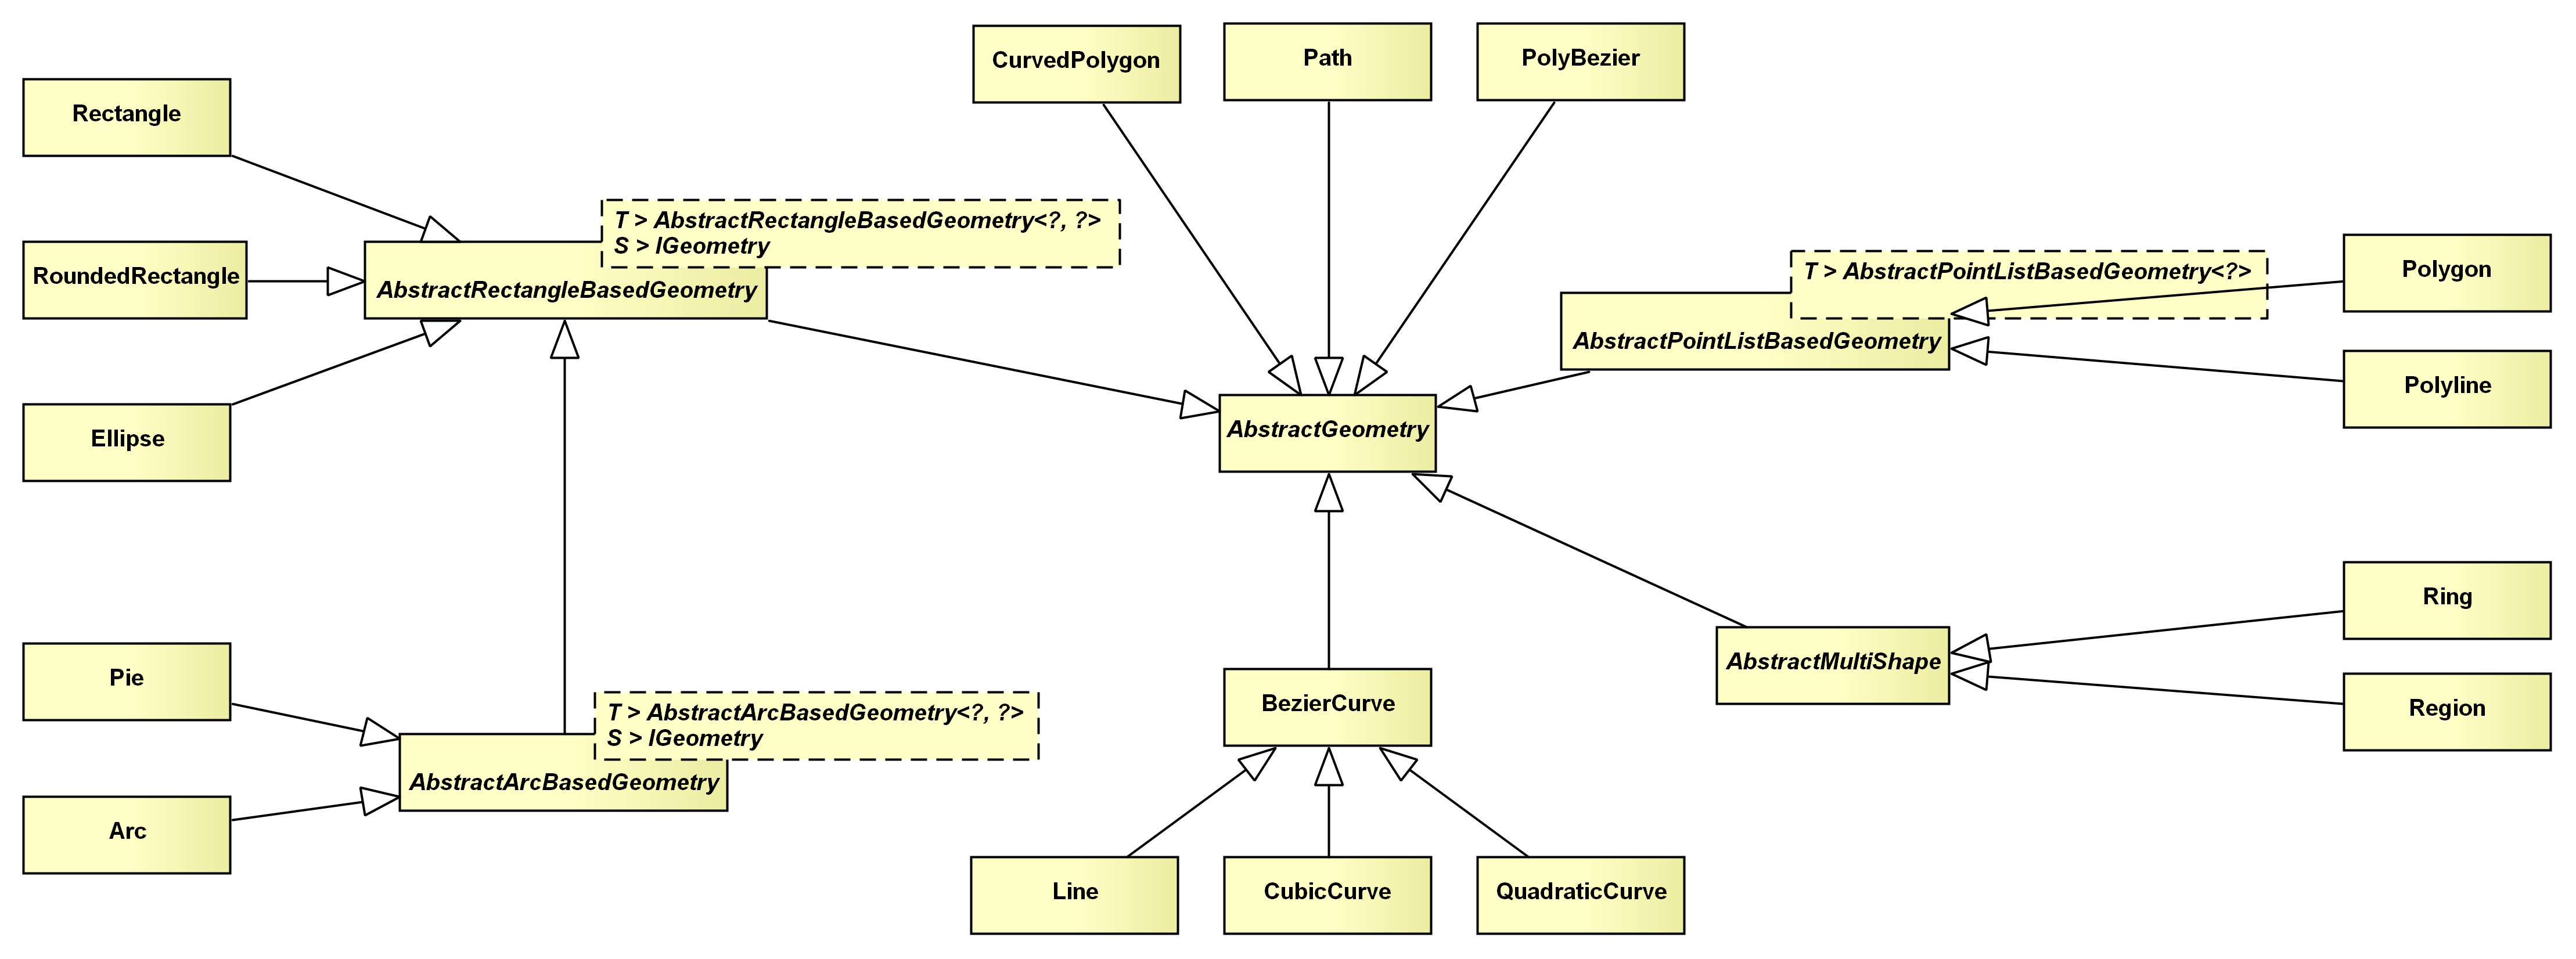 CurvedPolygon
Path
PolyBezier
Rectangle
T > AbstractRectangleBasedGeometry<?, ?>
S > IGeometry
RoundedRectangle
AbstractRectangleBasedGeometry
T > AbstractPointListBasedGeometry<?>
Polygon
AbstractPointListBasedGeometry
Polyline
Ellipse
AbstractGeometry
Ring
Pie
AbstractMultiShape
T > AbstractArcBasedGeometry<?, ?>
S > IGeometry
BezierCurve
Region
AbstractArcBasedGeometry
Arc
Line
CubicCurve
QuadraticCurve